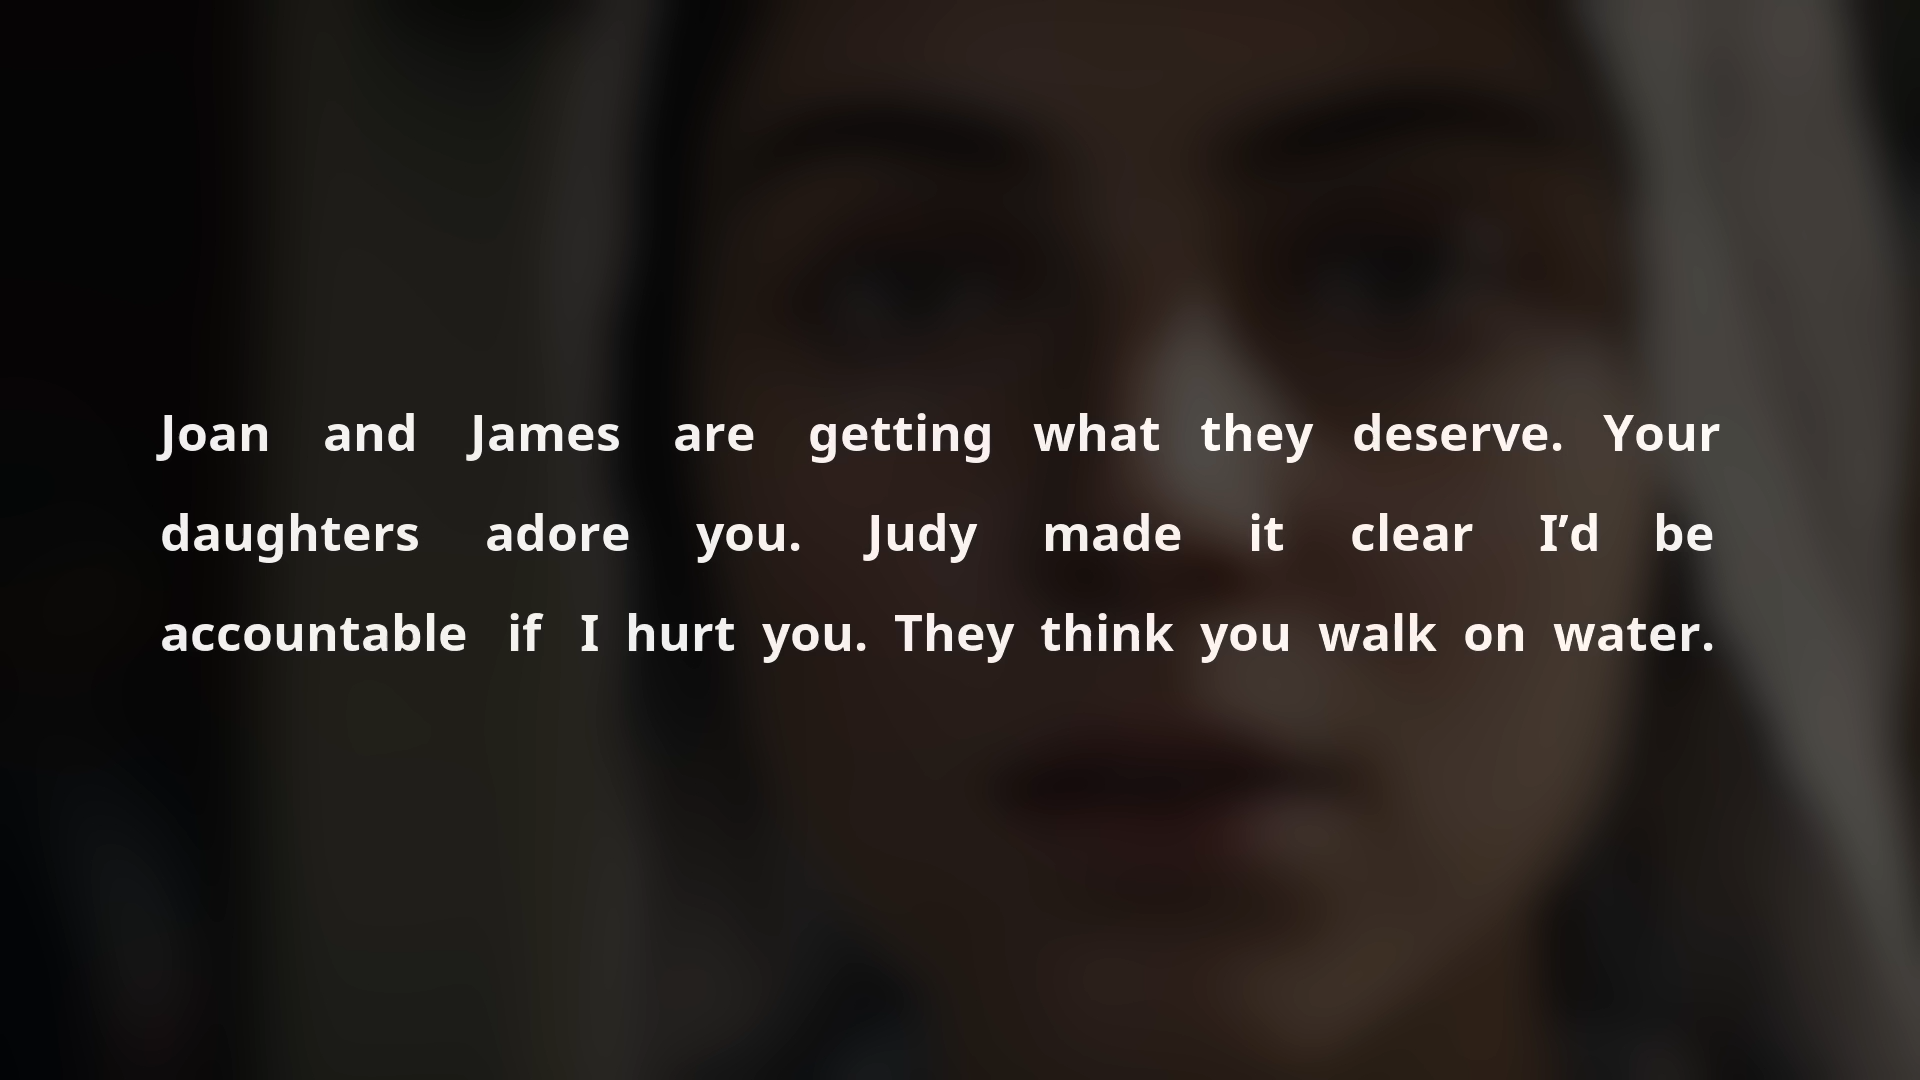 Joan and James are getting what they deserve. Your
daughters adore you. Judy made it clear I’d be
accountable if I hurt you. They think you walk on water.